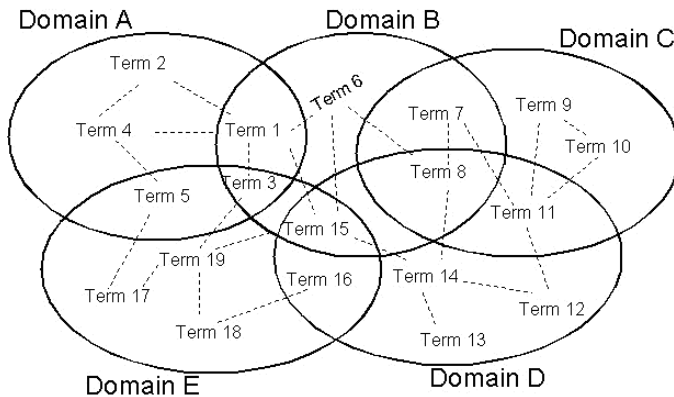 Domain A
Domain B
Domain C
Term 2
Term 6
Term 7
Term 9
Term 4
Term 1
Term 10
Term 3
Term 8
Term 5
Term 11
Term 15
Term 19
Term 16
Term 14
Term 17
Term 12
Term 18
Term 13
Domain E
Domain D